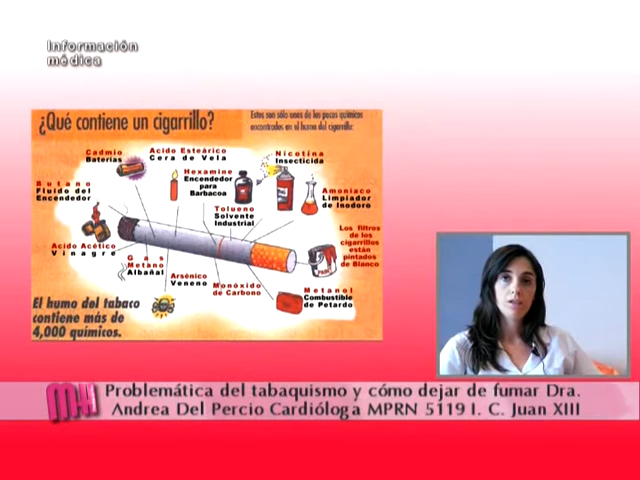 Información
médica
¿Qué contiene un cigarrillo?
Estos son sólo unos de los pocos químicos
encontrados en el humo del cigarrillo:
Cadmio
Baterías
Acido Esteárico
Cera de Vela
Nicotina
Insecticida
Hexamine
Encendedor
para
Barbacoa
Butano
Fluido del
Encendedor
Amoniaco
Limpiador
de Inodoro
Tolueno
Solvente
Industrial
Los filtros
de los
cigarrillos
están
pintados
de Blanco
Acido Acético
Vinagre
Gas
Metano
Albañal
PAINT
Arsénico
Veneno
Monóxido
de Carbono
Metanol
Combustible
de Petardo
El humo del tabaco
contiene más de
4,000 químicos.
Problemática del tabaquismo y cómo dejar de fumar Dra.
Andrea Del Percio Cardióloga MPRN 5119 I. C. Juan XIII